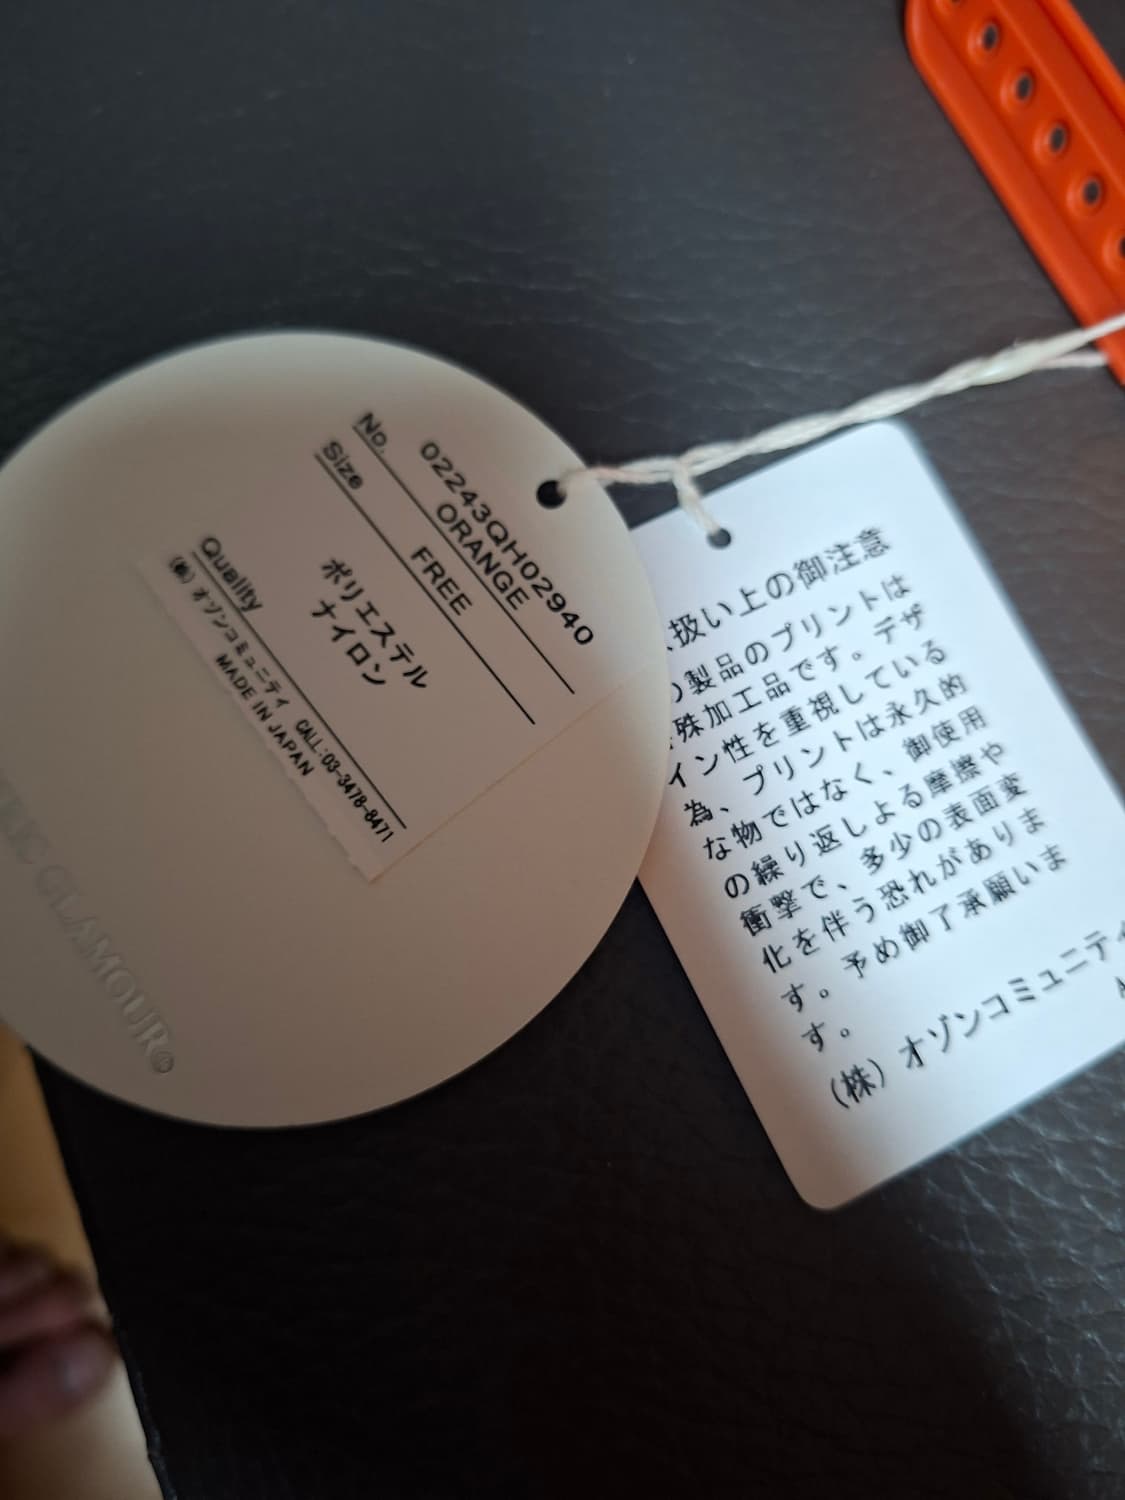 No.
02243QH02940
ORANGE
Size
FREE
ポリエステル
ナイロン
Quality
(株) オゾンコミュニティ CALL:03-3478-8471
MADE IN JAPAN
GLAMOUR®
扱い上の御注意
製品のプリントは
殊加工品です。デザ
イン性を重視している
為、プリントは永久的
な物ではなく、御使用
の繰り返しよる摩擦や
衝撃で、多少の表面変
化を伴う恐れがありま
す。予め御了承願いま
す。
(株) オゾンコミュニティ